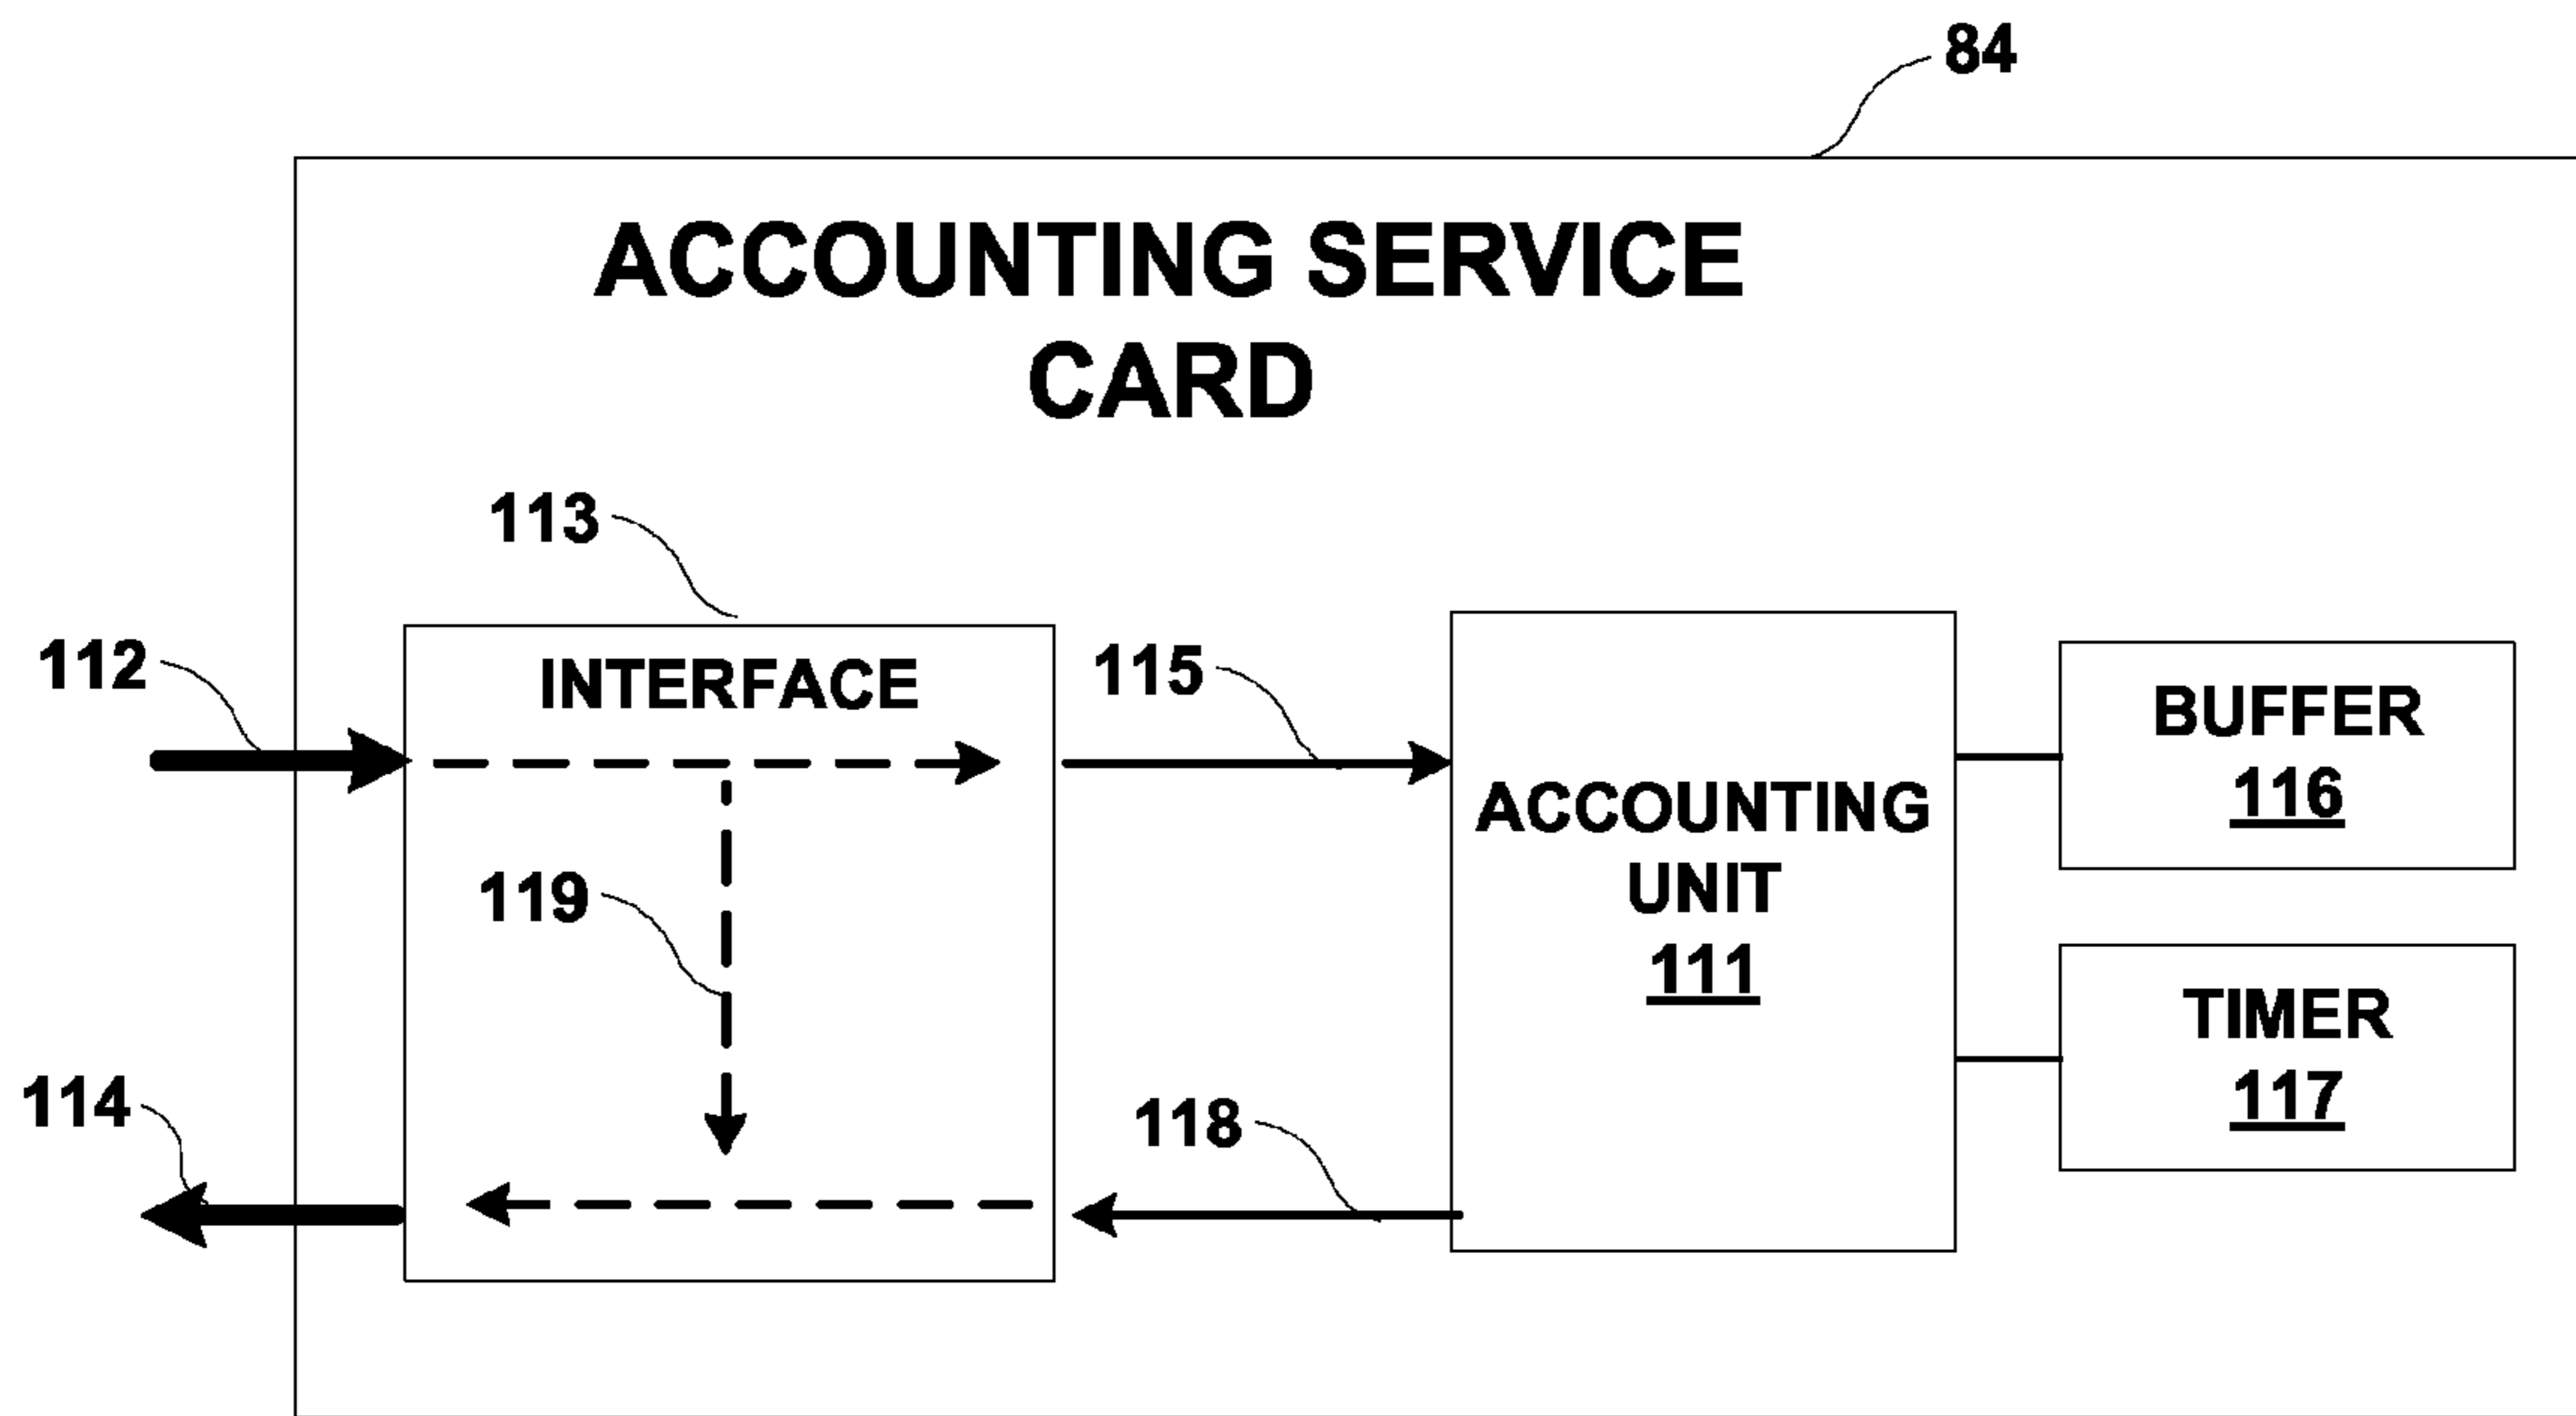 84
ACCOUNTING SERVICE
CARD
113
112
INTERFACE
115
BUFFER
116
ACCOUNTING
UNIT
111
119
TIMER
117
114
118